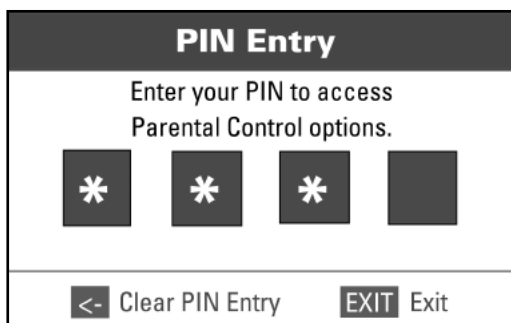 PIN Entry
Enter your PIN to access
Parental Control options.
* * *
<- Clear PIN Entry EXIT Exit